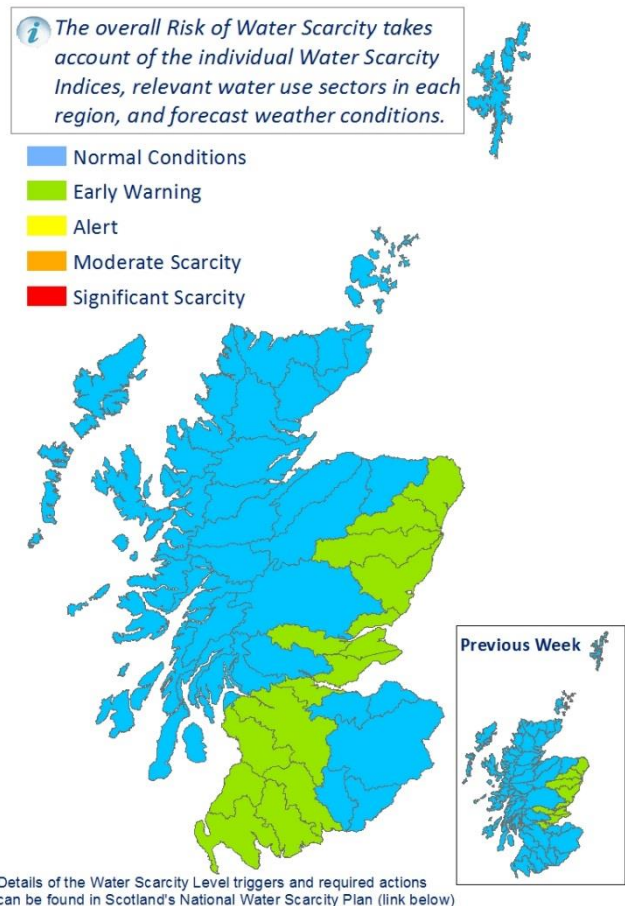 The overall Risk of Water Scarcity takes
account of the individual Water Scarcity
Indices, relevant water use sectors in each
region, and forecast weather conditions.
Normal Conditions
Early Warning
Alert
Moderate Scarcity
Significant Scarcity
Previous Week
Details of the Water Scarcity Level triggers and required actions
can be found in Scotland's National Water Scarcity Plan (link below)